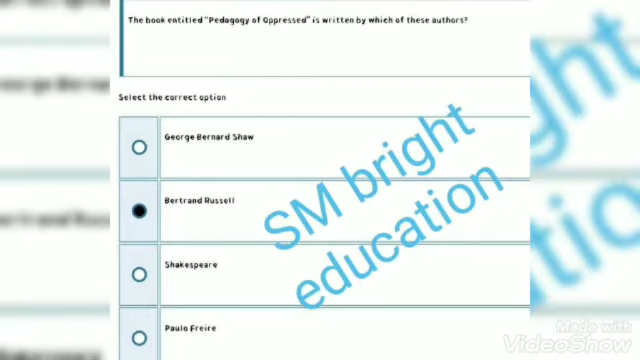 The book entitled "Pedagogy of Oppressed" is written by which of these authors?
Select the correct option
George Bernard Shaw
Bertrand Russell
Shakespeare
Paulo Freire
SM bright
education
Made with
VideoShow